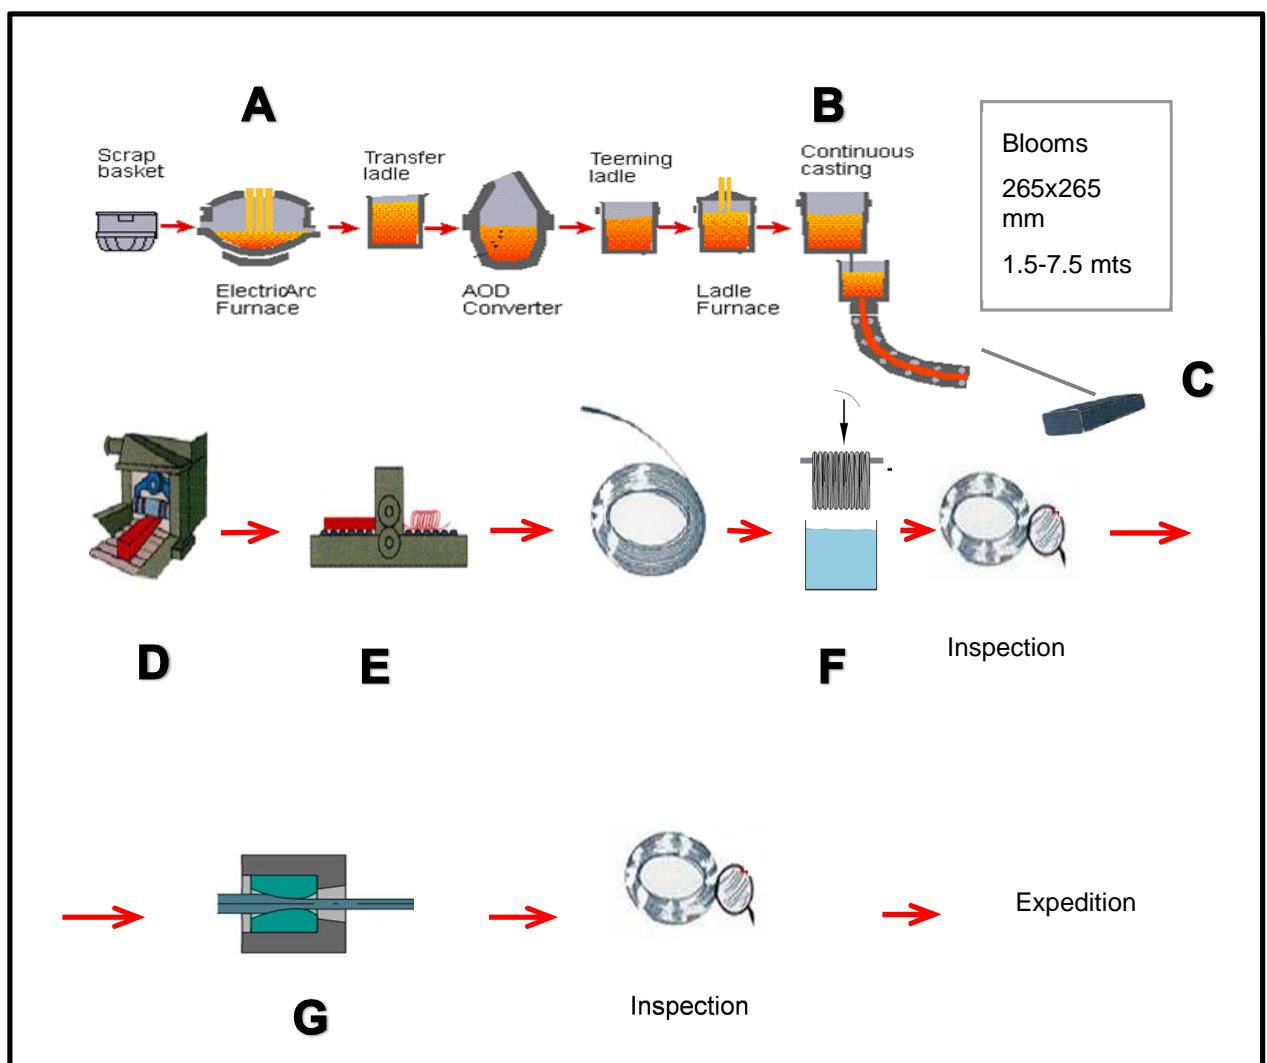 A
B
Scrap
basket
Transfer
ladle
Teeming
ladle
Continuous
casting
Blooms
265x265
mm
1.5-7.5 mts
ElectricArc
Furnace
AOD
Converter
Ladle
Furnace
C
D
E
F
Inspection
G
Inspection
Expedition